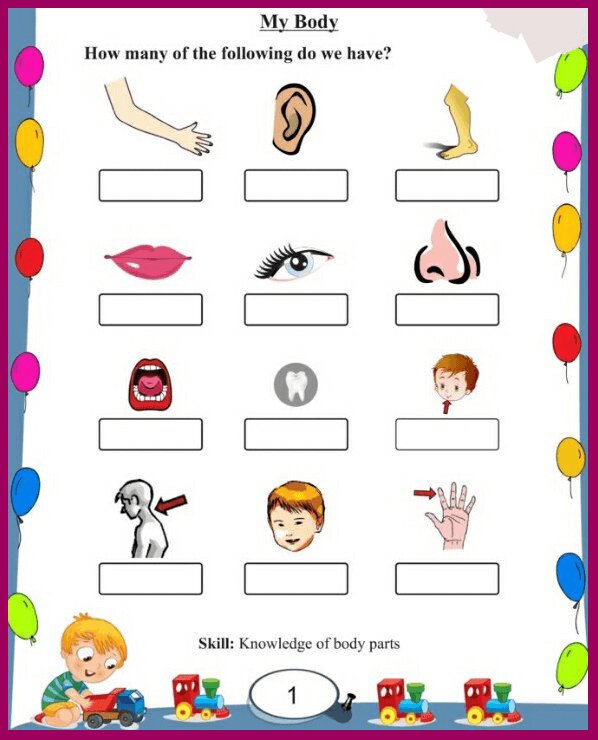 My Body
How many of the following do we have?
Skill: Knowledge of body parts
1